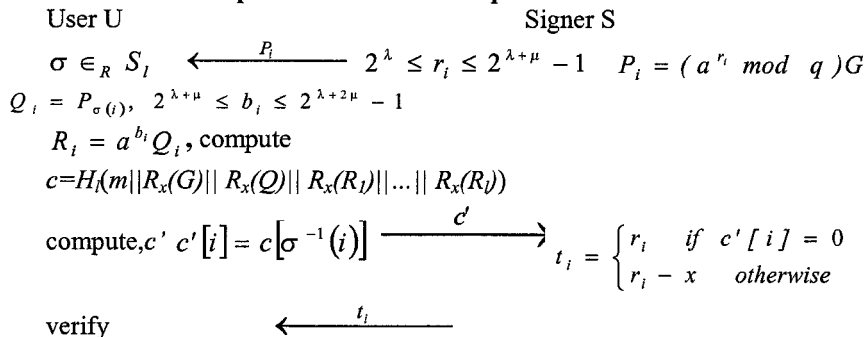 User U Signer S
σ ∈_R S_l ← P_i 2^λ ≤ r_i ≤ 2^{λ+μ} − 1 P_i = (a^{r_i} mod q)G
Q_i = P_{σ(i)}, 2^{λ+μ} ≤ b_i ≤ 2^{λ+2μ} − 1
R_i = a^{b_i} Q_i, compute
c=H_l(m||R_x(G)|| R_x(Q)|| R_x(R_1)||...|| R_x(R_l))
compute,c' c'[i] = c[σ^{-1}(i)] c' → t_i = { r_i if c'[i] = 0
r_i − x otherwise
verify ← t_i